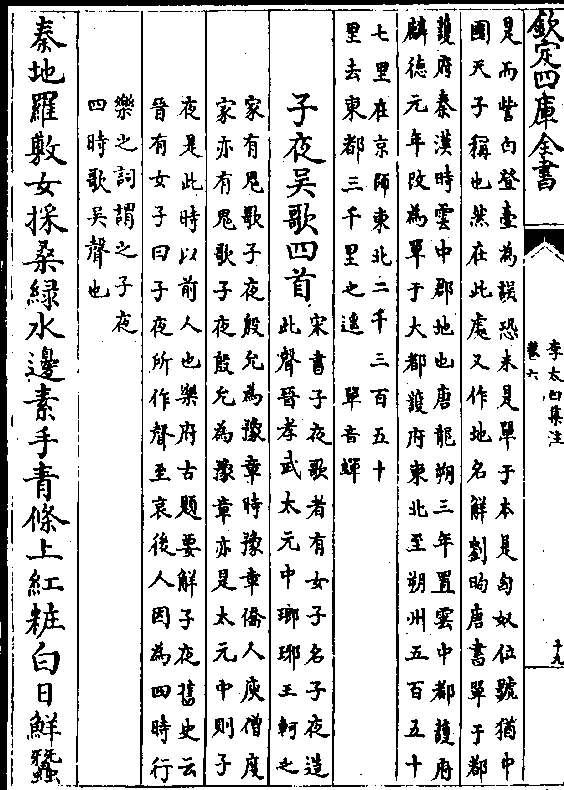 欽定四庫全書
李太白集注
卷六
十九
是而訾白登臺為誤恐未是單于本是匈奴位號猶中
國天子稱也然在此處又作地名解劉昫唐書單于都
護府秦漢時雲中郡地也唐龍朔三年置雲中都護府
麟德元年改為單于大都護府東北至朔州五百五十
七里在京師東北二千三百五十
里去東都三千里也 單音蟬
子夜吳歌四首
宋書子夜歌者有女子名子夜造
此聲晉孝武太元中瑯琊王軻之
家有鬼歌子夜殷允為豫章時豫章僑人庾僧度
家亦有鬼歌子夜殷允為豫章亦是太元中則子
夜是此時以前人也樂府古題要解子夜舊史云
晉有女子曰子夜所作聲至哀後人因為四時行
樂之詞謂之子夜
四時歌吳聲也
秦地羅敷女採桑綠水邊素手青條上紅粧白日鮮蠶